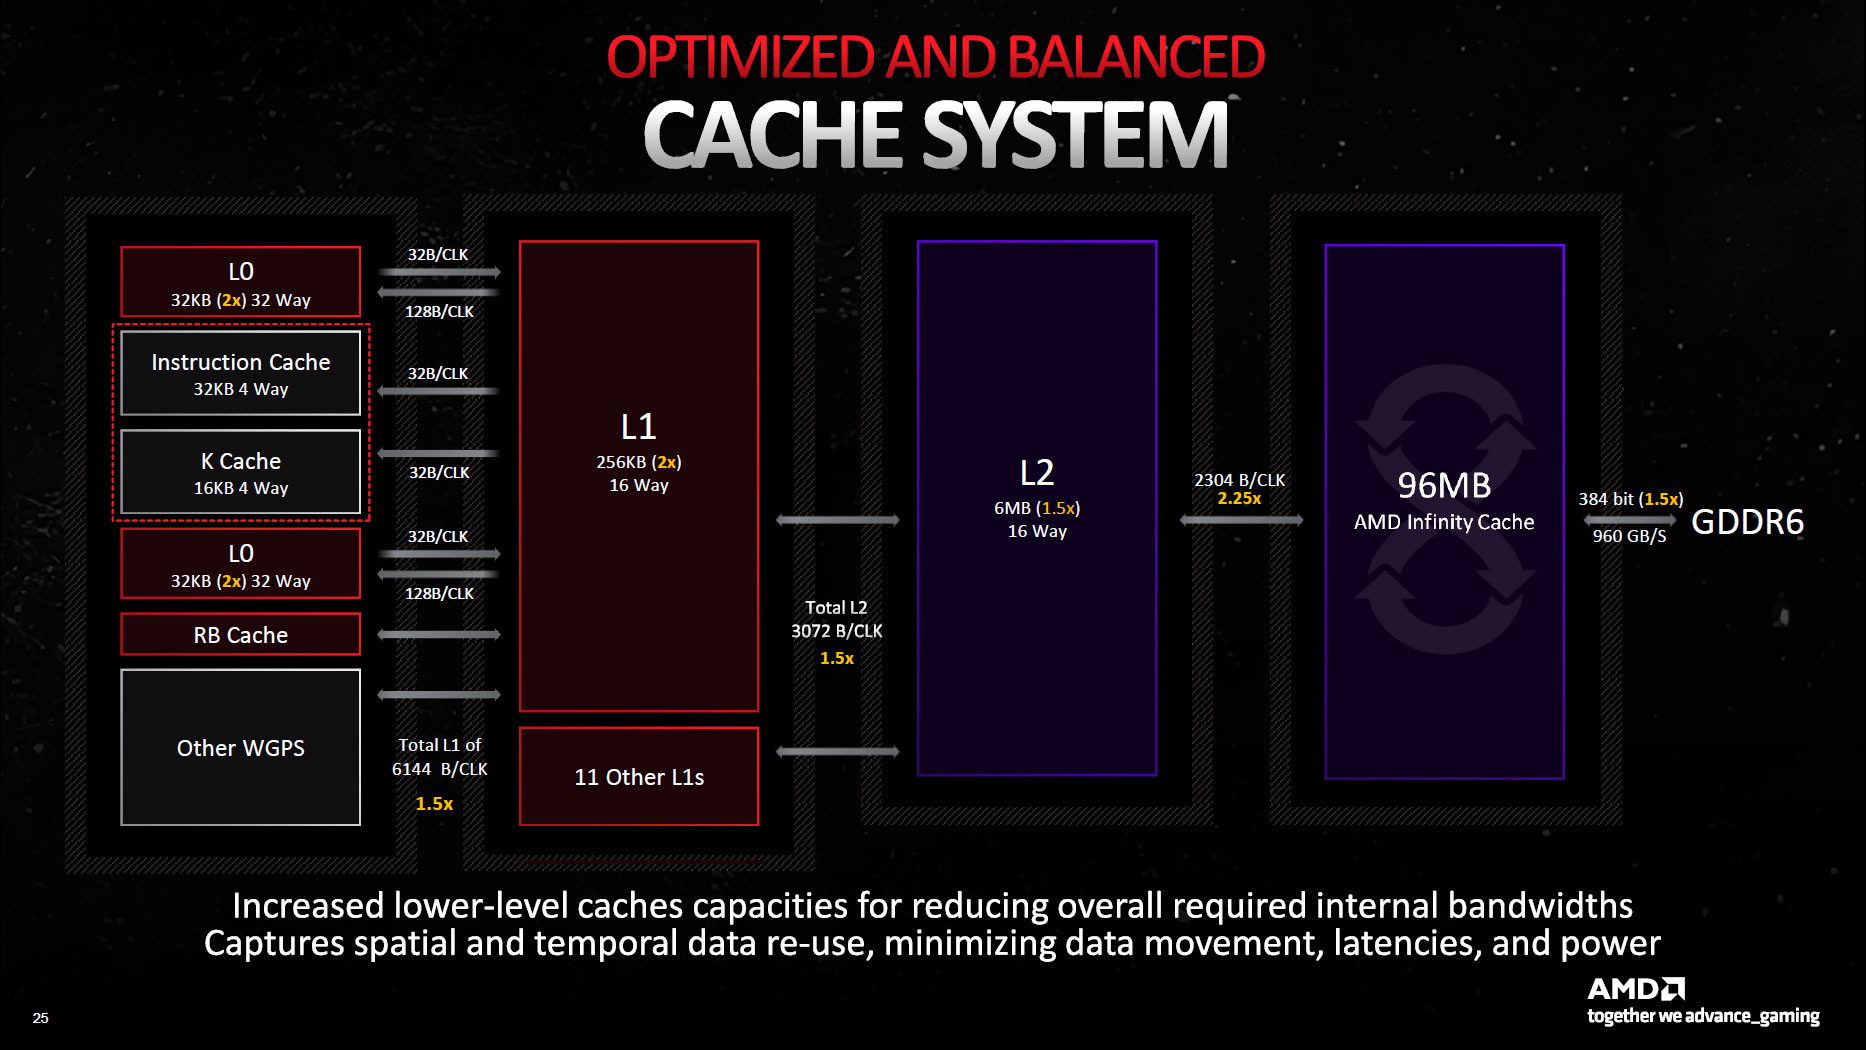 OPTIMIZED AND BALANCED
CACHE SYSTEM
L0
32KB (2x) 32 Way
Instruction Cache
32KB 4 Way
K Cache
16KB 4 Way
L0
32KB (2x) 32 Way
RB Cache
Other WGPS
32B/CLK
128B/CLK
32B/CLK
32B/CLK
32B/CLK
128B/CLK
Total L1 of
6144 B/CLK
1.5x
L1
256KB (2x)
16 Way
11 Other L1s
Total L2
3072 B/CLK
1.5x
L2
6MB (1.5x)
16 Way
2304 B/CLK
2.25x
96MB
AMD Infinity Cache
384 bit (1.5x)
960 GB/S
GDDR6
Increased lower-level caches capacities for reducing overall required internal bandwidths
Captures spatial and temporal data re-use, minimizing data movement, latencies, and power
25
AMD
together we advance_gaming